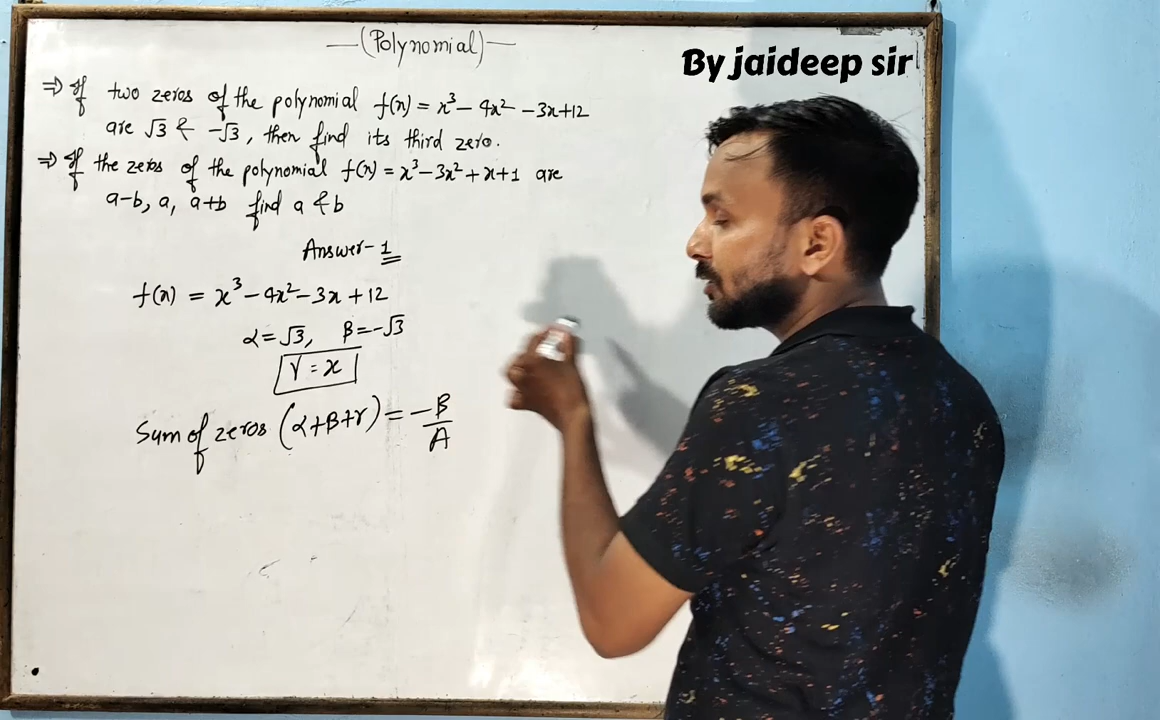 —(Polynomial)—
By jaideep sir
⇒ If two zeros of the polynomial f(x) = x³ − 4x² − 3x + 12
are √3 & −√3, then find its third zero.
⇒ If the zeros of the polynomial f(x) = x³ − 3x² + x + 1 are
a−b, a, a+b find a & b
Answer- 1
f(x) = x³ − 4x² − 3x + 12
α = √3, β = −√3
γ = x
Sum of zeros (α+β+γ) = −B/A